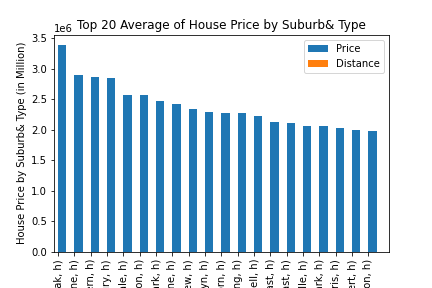 Top 20 Average of House Price by Suburb& Type
1e6
3.5
3.0
2.5
2.0
1.5
1.0
0.5
0.0
House Price by Suburb& Type (in Million)
Price
Distance
ak, h)
ne, h)
rn, h)
ry, h)
le, h)
on, h)
rk, h)
ne, h)
ew, h)
yn, h)
rn, h)
ng, h)
ell, h)
ast, h)
ast, h)
lle, h)
rk, h)
ris, h)
ert, h)
on, h)